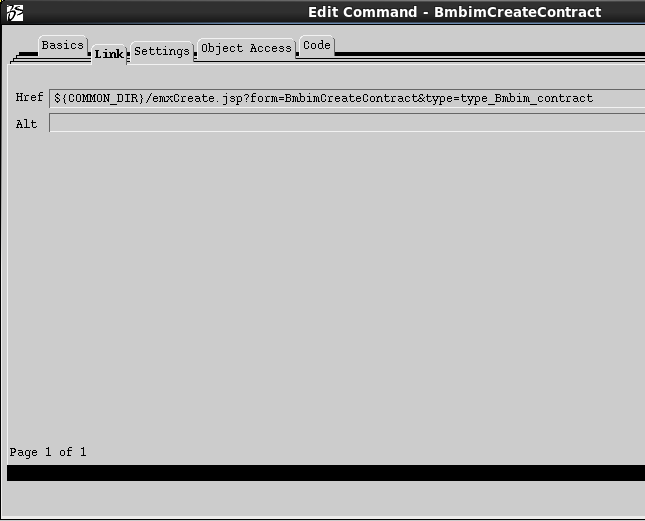 Edit Command - BmbimCreateContract
Basics Link Settings Object Access Code
Href ${COMMON_DIR}/emxCreate.jsp?form=BmbimCreateContract&type=type_Bmbim_contract
Alt
Page 1 of 1